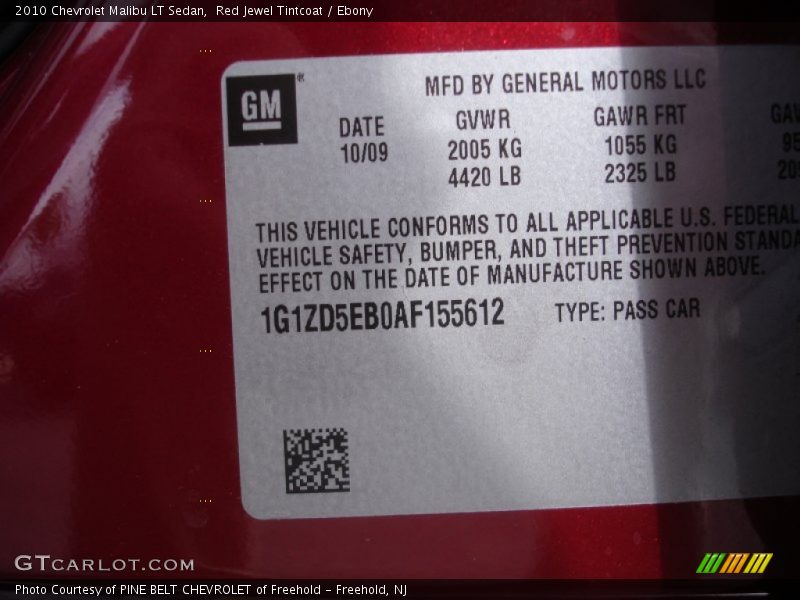 2010 Chevrolet Malibu LT Sedan, Red Jewel Tintcoat / Ebony
GM®
MFD BY GENERAL MOTORS LLC
DATE GVWR GAWR FRT
10/09 2005 KG 1055 KG
4420 LB 2325 LB
THIS VEHICLE CONFORMS TO ALL APPLICABLE U.S. FEDERAL
VEHICLE SAFETY, BUMPER, AND THEFT PREVENTION
EFFECT ON THE DATE OF MANUFACTURE SHOWN ABOVE.
1G1ZD5EB0AF155612 TYPE: PASS CAR
GTCARLOT.COM
Photo Courtesy of PINE BELT CHEVROLET of Freehold - Freehold, NJ